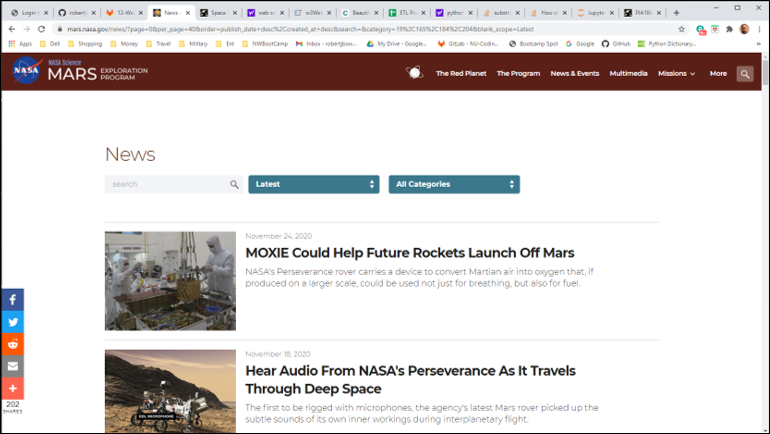 Login
robertj
12-We
News -
Space
web s
w3Wel
Beaut
ETL Pr
python
substr
How d
Jupyte
PIA19
mars.nasa.gov/news/?page=0&per_page=40&order=publish_date+desc%2Ccreated_at+desc&search=&category=19%2C165%2C184%2C204&blank_scope=Latest
Apps
Dell
Shopping
Money
Travel
Military
Ent
NWBootCamp
Inbox - robertjbow...
My Drive - Google...
GitLab - NU-Codin...
Bootcamp Spot
Google
GitHub
Python Dictionary...
NASA
NASA Science
MARS EXPLORATION PROGRAM
The Red Planet
The Program
News & Events
Multimedia
Missions
More
News
search
Latest
All Categories
November 24, 2020
MOXIE Could Help Future Rockets Launch Off Mars
NASA's Perseverance rover carries a device to convert Martian air into oxygen that, if
produced on a larger scale, could be used not just for breathing, but also for fuel.
November 18, 2020
Hear Audio From NASA's Perseverance As It Travels
Through Deep Space
The first to be rigged with microphones, the agency's latest Mars rover picked up the
subtle sounds of its own inner workings during interplanetary flight.
EDL MICROPHONE
202
SHARES